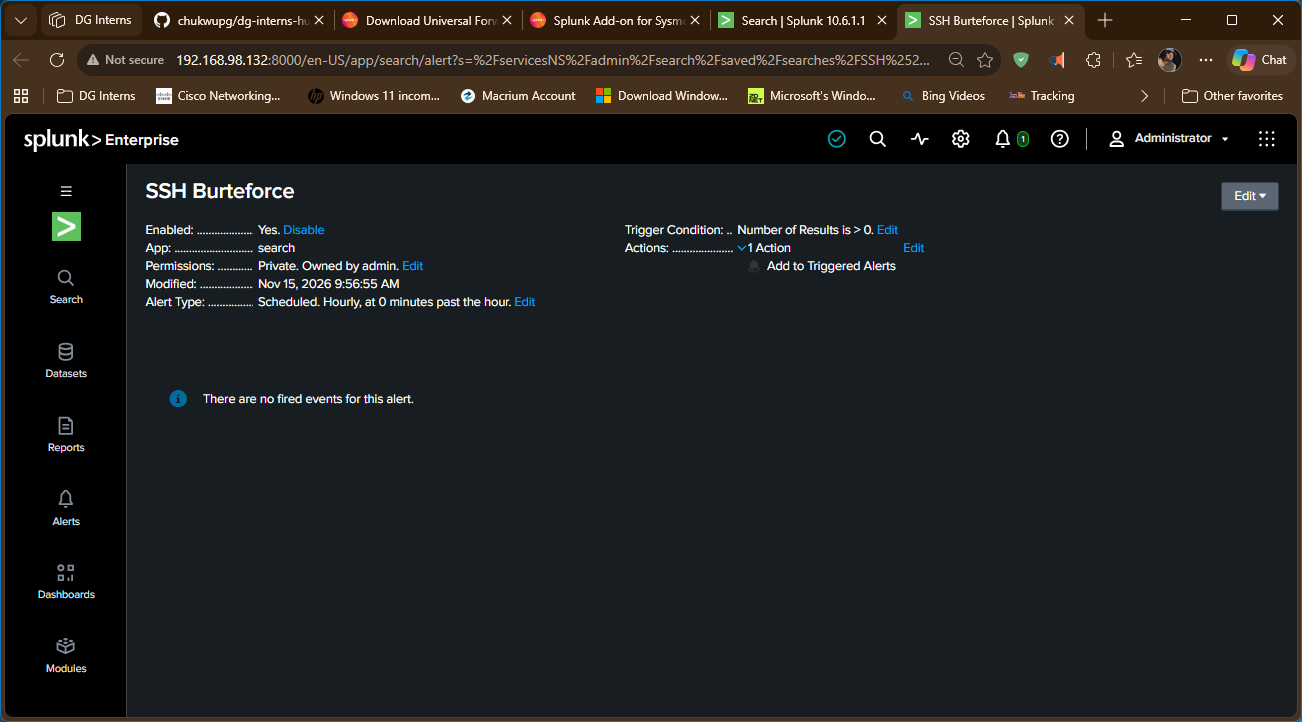 DG Interns
chukwupg/dg-interns-hu
Download Universal Forw
Splunk Add-on for Sysmo
Search | Splunk 10.6.1.1
SSH Burteforce | Splunk
Not secure
192.168.98.132:8000/en-US/app/search/alert?s=%2FservicesNS%2Fadmin%2Fsearch%2Fsaved%2Fsearches%2FSSH%252...
Chat
DG Interns
Cisco Networking...
Windows 11 incom...
Macrium Account
Download Window...
Microsoft's Windo...
Bing Videos
Tracking
Other favorites
splunk> Enterprise
1
Administrator
SSH Burteforce
Edit
Enabled: ................... Yes. Disable
App: .......................... search
Permissions: ............ Private. Owned by admin. Edit
Modified: .................. Nov 15, 2026 9:56:55 AM
Alert Type: ............... Scheduled. Hourly, at 0 minutes past the hour. Edit
Trigger Condition: .. Number of Results is > 0. Edit
Actions: .................... 1 Action Edit
Add to Triggered Alerts
There are no fired events for this alert.
Search
Datasets
Reports
Alerts
Dashboards
Modules